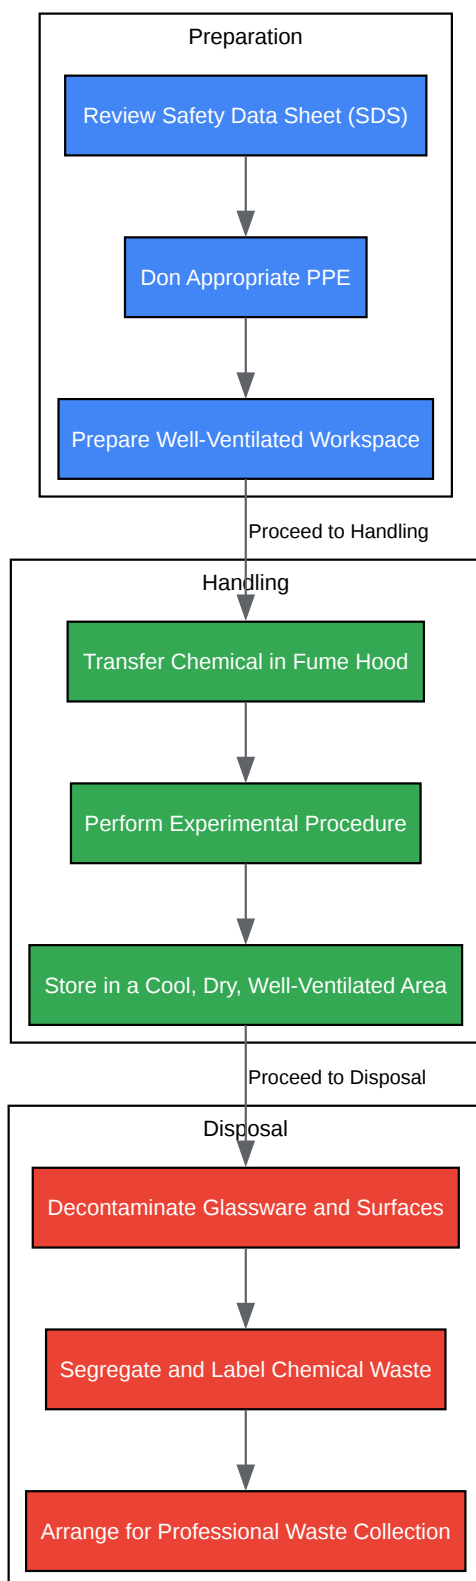 Preparation
Review Safety Data Sheet (SDS)
Don Appropriate PPE
Prepare Well-Ventilated Workspace
Proceed to Handling
Handling
Transfer Chemical in Fume Hood
Perform Experimental Procedure
Store in a Cool, Dry, Well-Ventilated Area
Proceed to Disposal
Disposal
Decontaminate Glassware and Surfaces
Segregate and Label Chemical Waste
Arrange for Professional Waste Collection